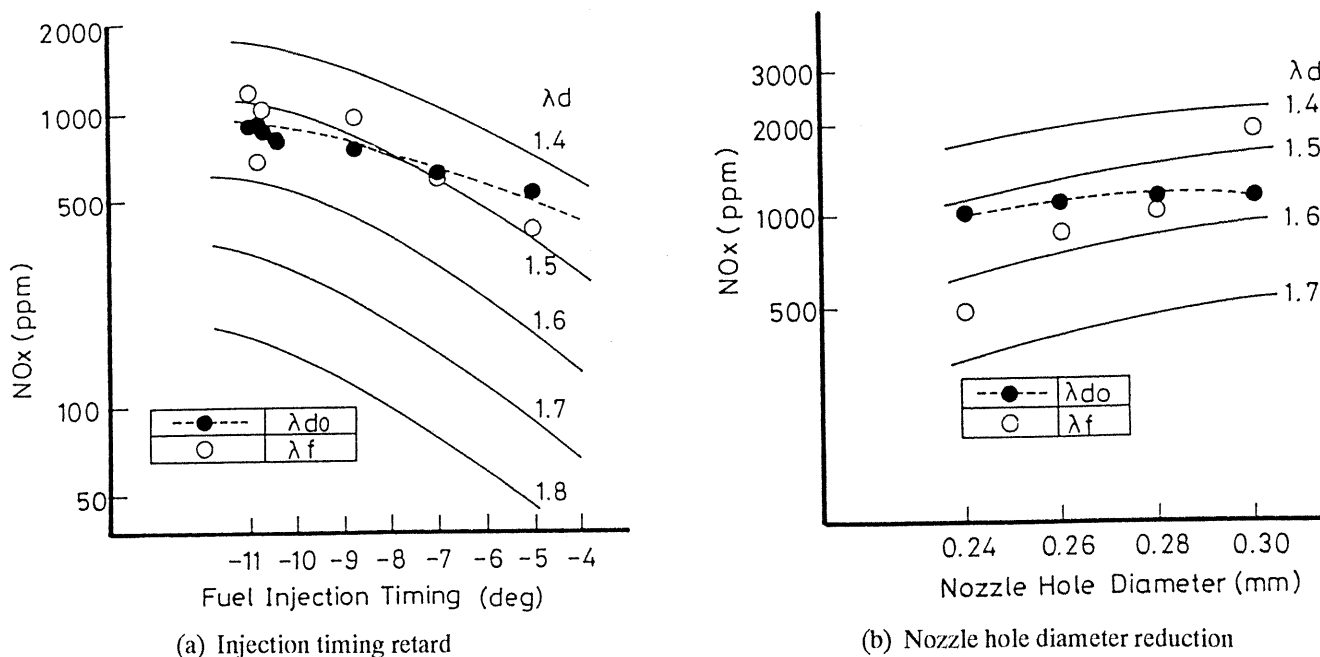 2000
1000
500
100
50
NOx (ppm)
λd
1.4
1.5
1.6
1.7
1.8
λdo
λf
-11 -10 -9 -8 -7 -6 -5 -4
Fuel Injection Timing (deg)
(a) Injection timing retard
3000
2000
1000
500
NOx (ppm)
λd
1.4
1.5
1.6
1.7
λdo
λf
0.24 0.26 0.28 0.30
Nozzle Hole Diameter (mm)
(b) Nozzle hole diameter reduction